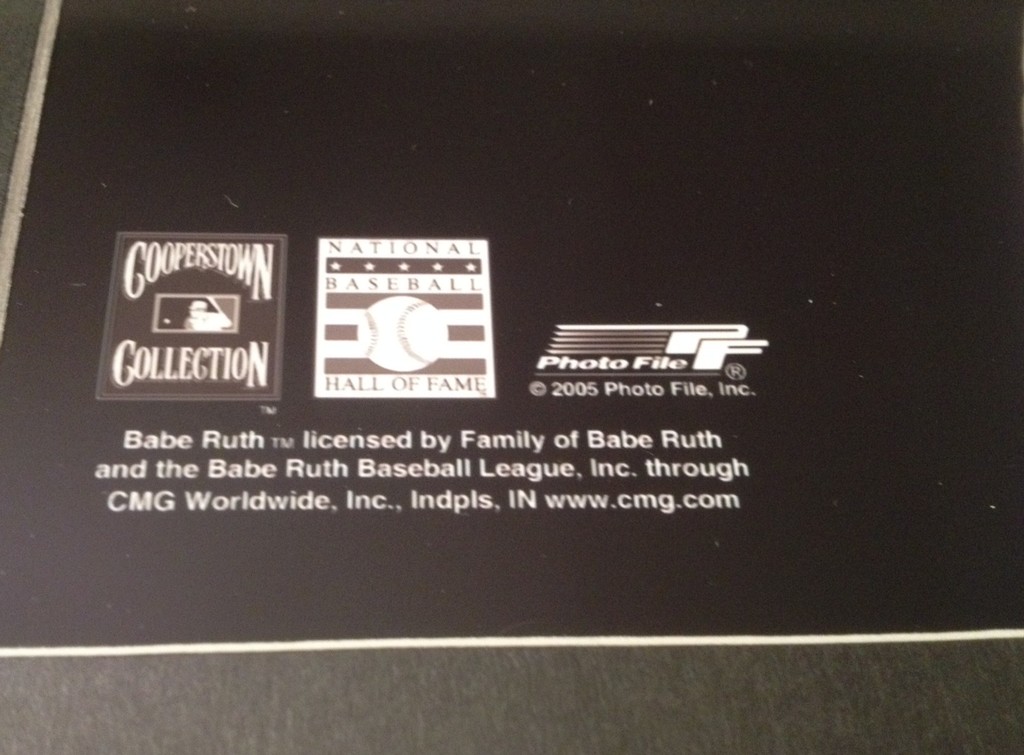 COOPERSTOWN
COLLECTION
TM
NATIONAL
BASEBALL
HALL OF FAME
Photo File ®
© 2005 Photo File, Inc.
Babe Ruth TM licensed by Family of Babe Ruth
and the Babe Ruth Baseball League, Inc. through
CMG Worldwide, Inc., Indpls, IN www.cmg.com